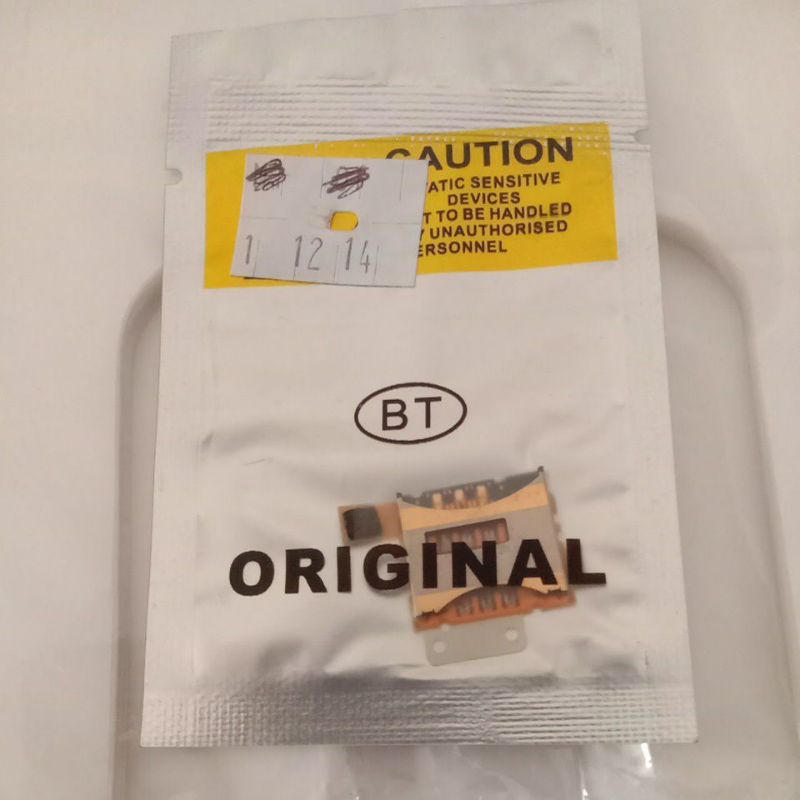 CAUTION
ATIC SENSITIVE
DEVICES
T TO BE HANDLED
Y UNAUTHORISED
ERSONNEL
1 12 14
BT
ORIGINAL